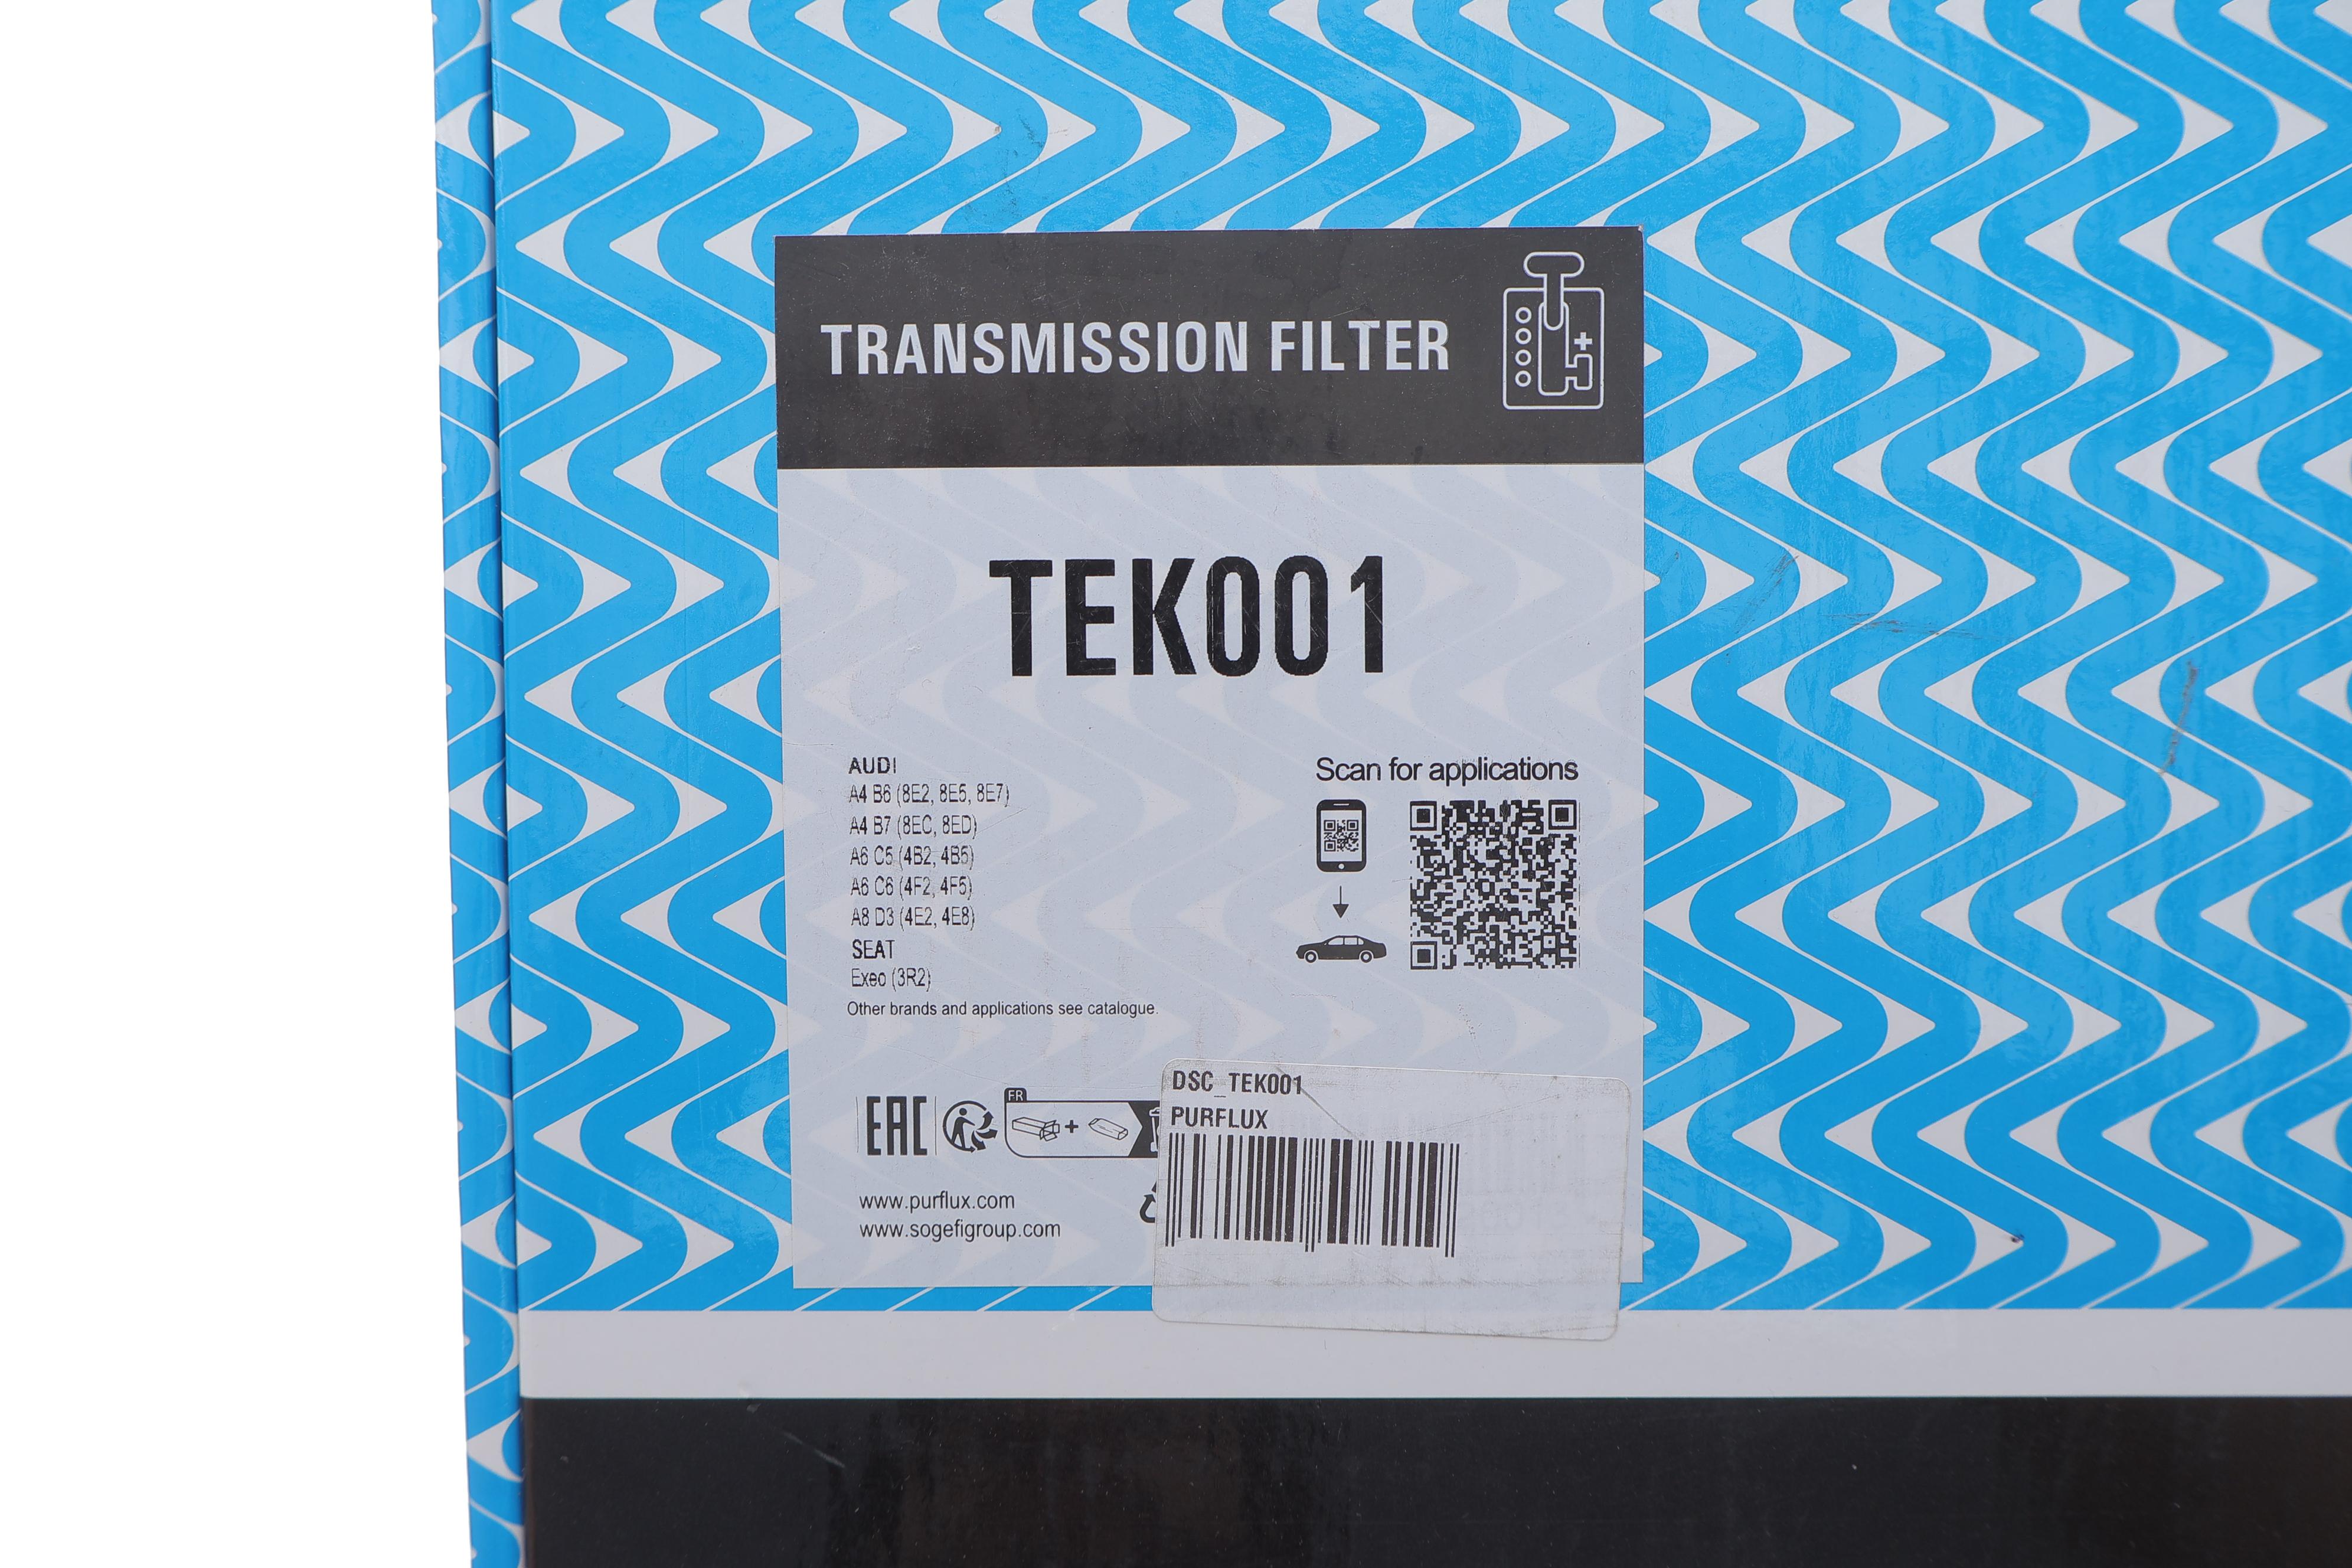 TRANSMISSION FILTER
TEK001
AUDI
A4 B6 (8E2, 8E5, 8E7)
A4 B7 (8EC, 8ED)
A6 C5 (4B2, 4B5)
A6 C6 (4F2, 4F5)
A8 D3 (4E2, 4E8)
SEAT
Exeo (3R2)
Other brands and applications see catalogue.
Scan for applications
EAC
FR
www.purflux.com
www.sogefigroup.com
DSC_TEK001
PURFLUX